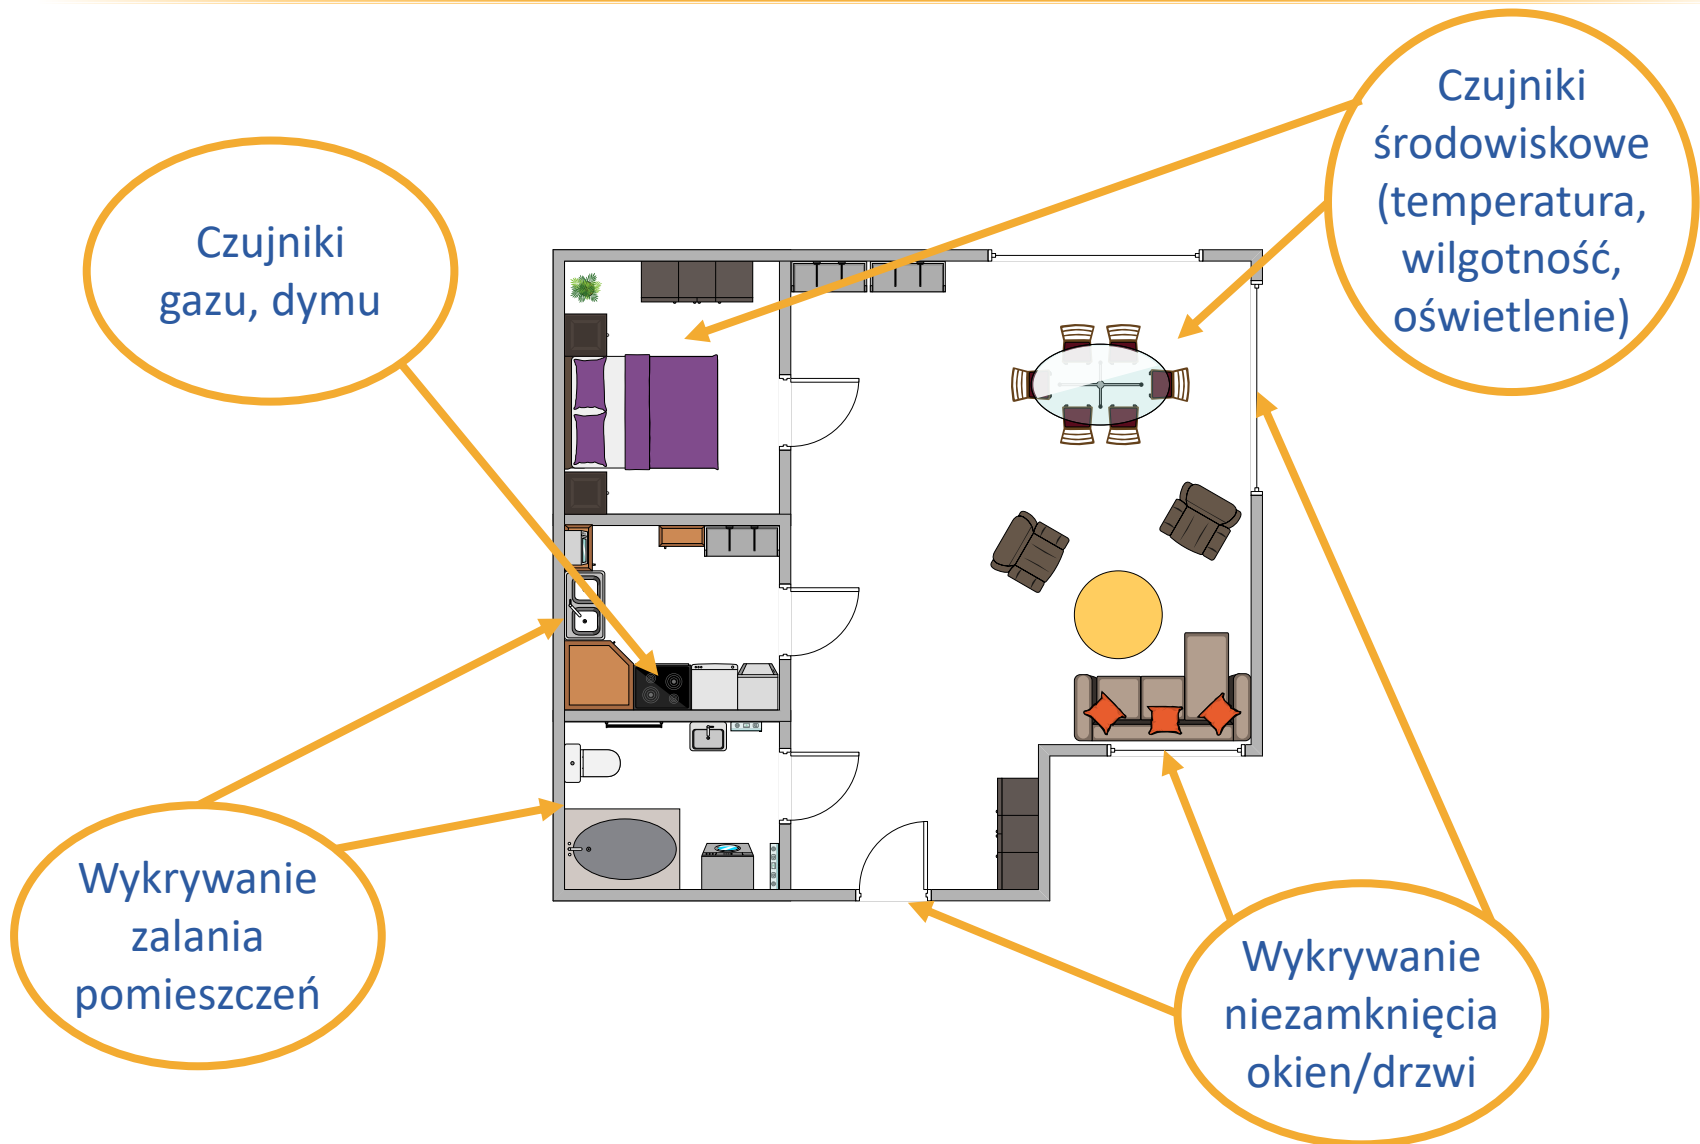 Czujniki
środowiskowe
(temperatura,
wilgotność,
oświetlenie)
Czujniki
gazu, dymu
Wykrywanie
zalania
pomieszczeń
Wykrywanie
niezamknięcia
okien/drzwi